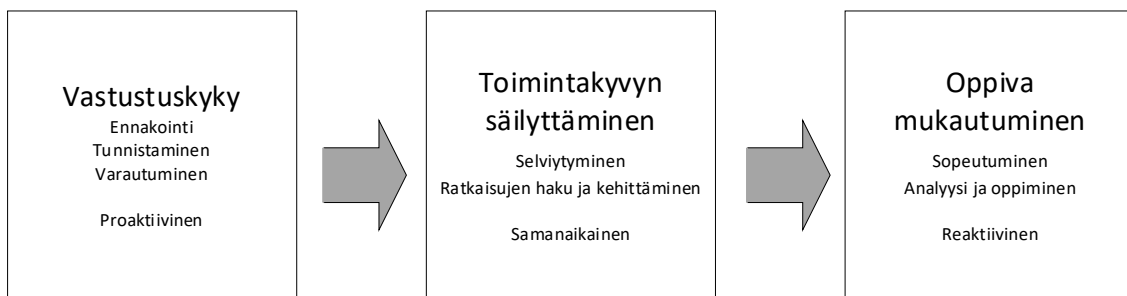 Vastustuskyky
Ennakointi
Tunnistaminen
Varautuminen
Proaktiivinen
Toimintakyvyn
säilyttäminen
Selviytyminen
Ratkaisujen haku ja kehittäminen
Samanaikainen
Oppiva
mukautuminen
Sopeutuminen
Analyysi ja oppiminen
Reaktiivinen